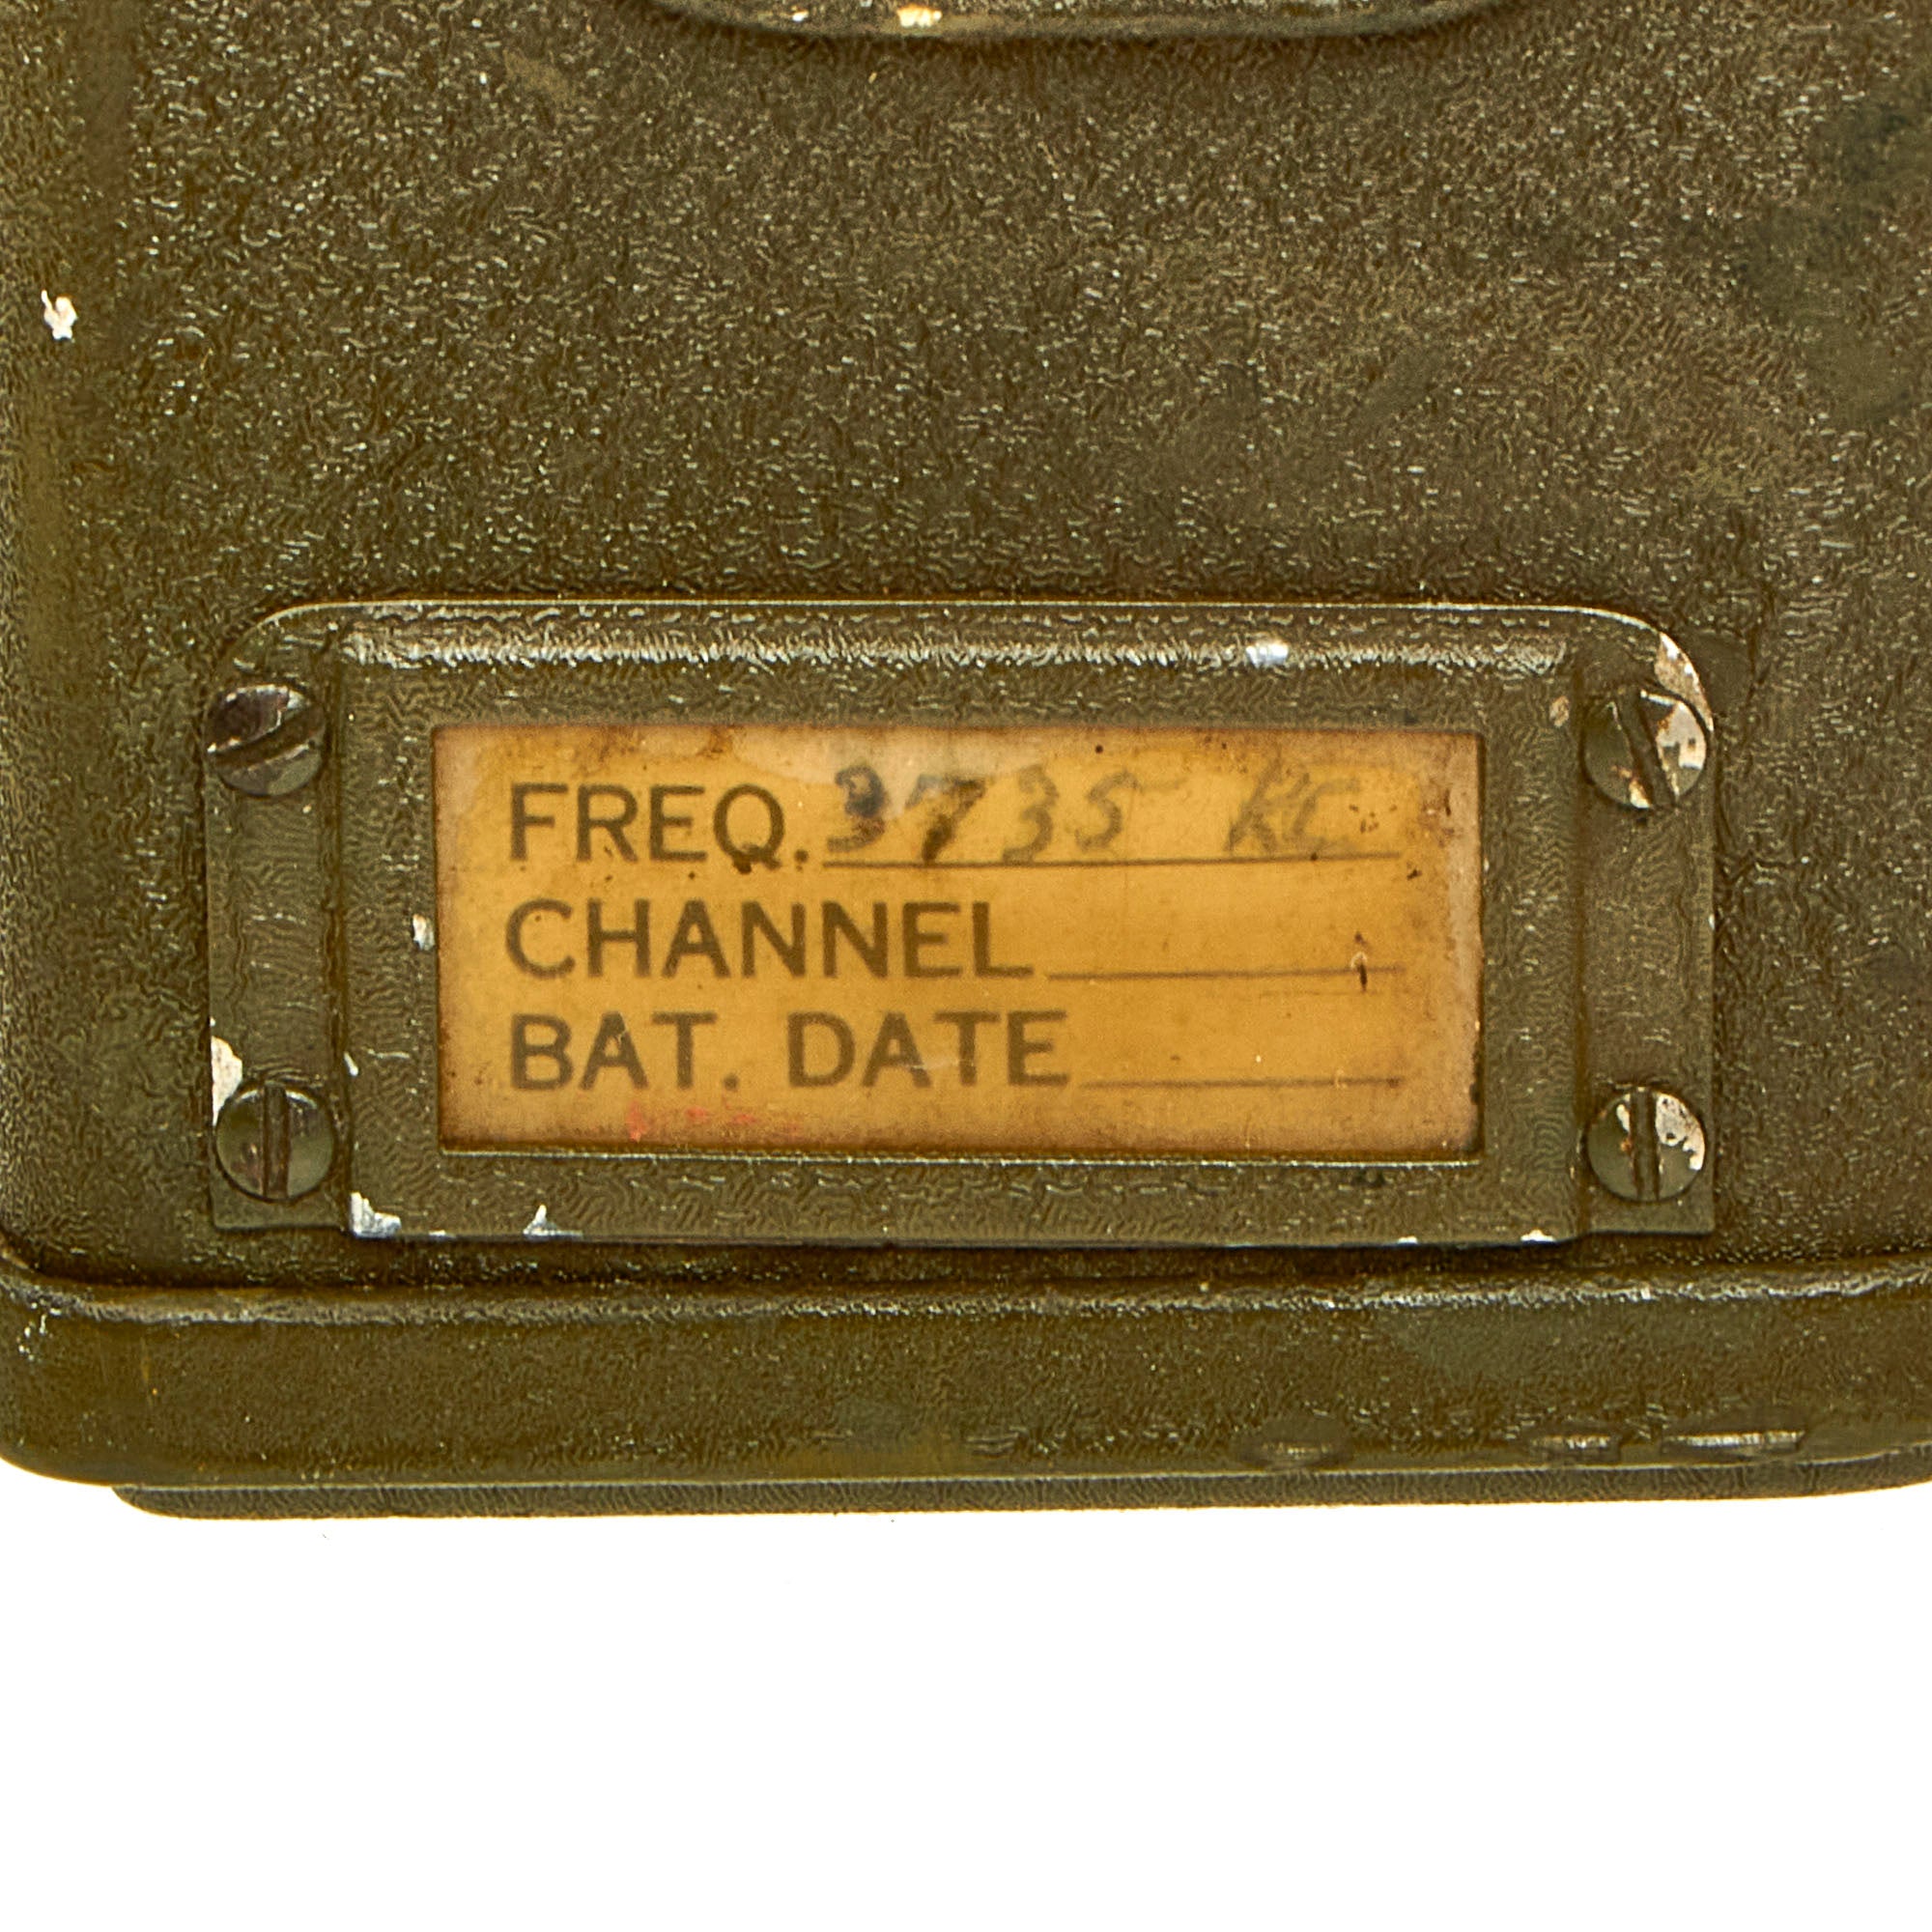 FREQ. 3735 KC
CHANNEL
BAT. DATE